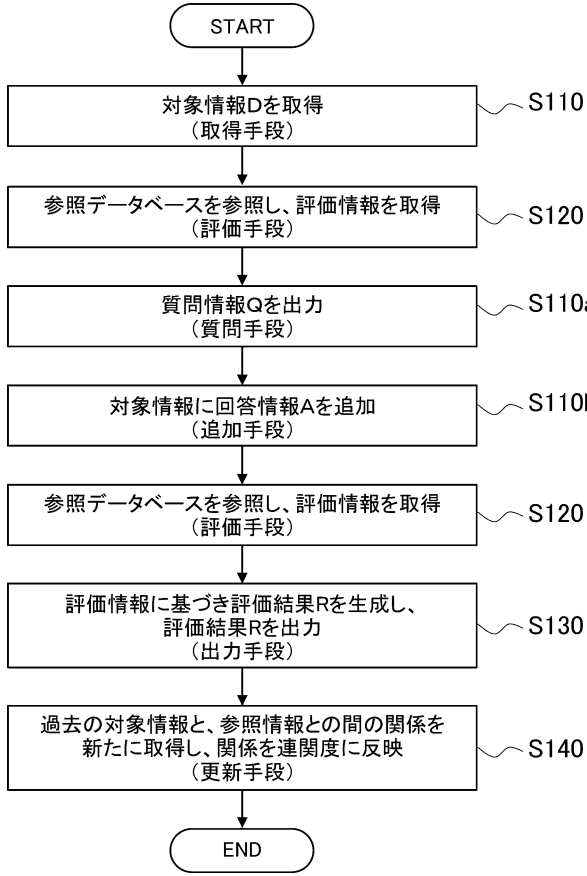 START
対象情報Dを取得
(取得手段)
S110
参照データベースを参照し、評価情報を取得
(評価手段)
S120
質問情報Qを出力
(質問手段)
S110a
対象情報に回答情報Aを追加
(追加手段)
S110
参照データベースを参照し、評価情報を取得
(評価手段)
S120
評価情報に基づき評価結果Rを生成し、
評価結果Rを出力
(出力手段)
S130
過去の対象情報と、参照情報との間の関係を
新たに取得し、関係を連関度に反映
(更新手段)
S140
END